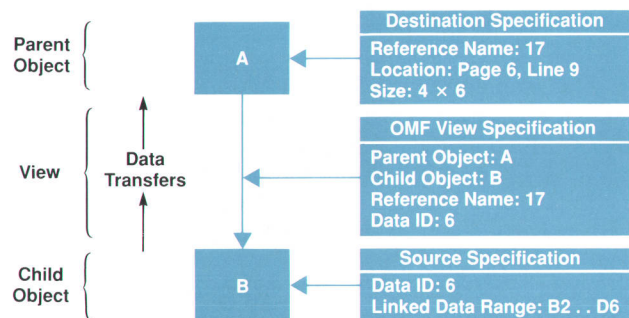 Parent
Object
A
Destination Specification
Reference Name: 17
Location: Page 6, Line 9
Size: 4 × 6
View
Data
Transfers
OMF View Specification
Parent Object: A
Child Object: B
Reference Name: 17
Data ID: 6
Child
Object
B
Source Specification
Data ID: 6
Linked Data Range: B2 . . D6